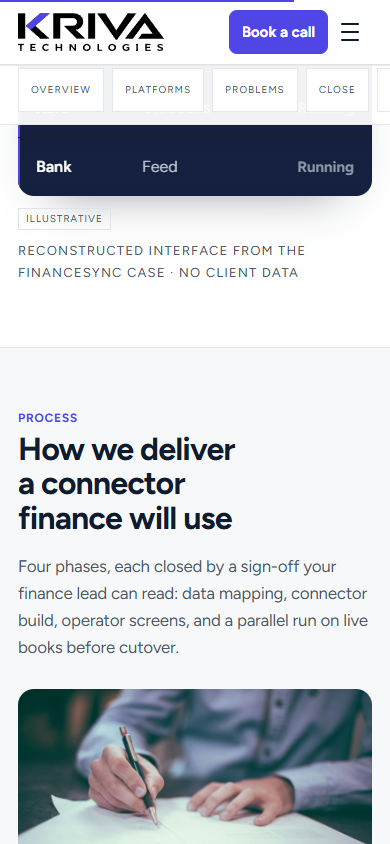 KRIVA
TECHNOLOGIES
Book a call
OVERVIEW
PLATFORMS
PROBLEMS
CLOSE
Bank
Feed
Running
ILLUSTRATIVE
RECONSTRUCTED INTERFACE FROM THE
FINANCESYNC CASE · NO CLIENT DATA
PROCESS
How we deliver
a connector
finance will use
Four phases, each closed by a sign-off your
finance lead can read: data mapping, connector
build, operator screens, and a parallel run on live
books before cutover.